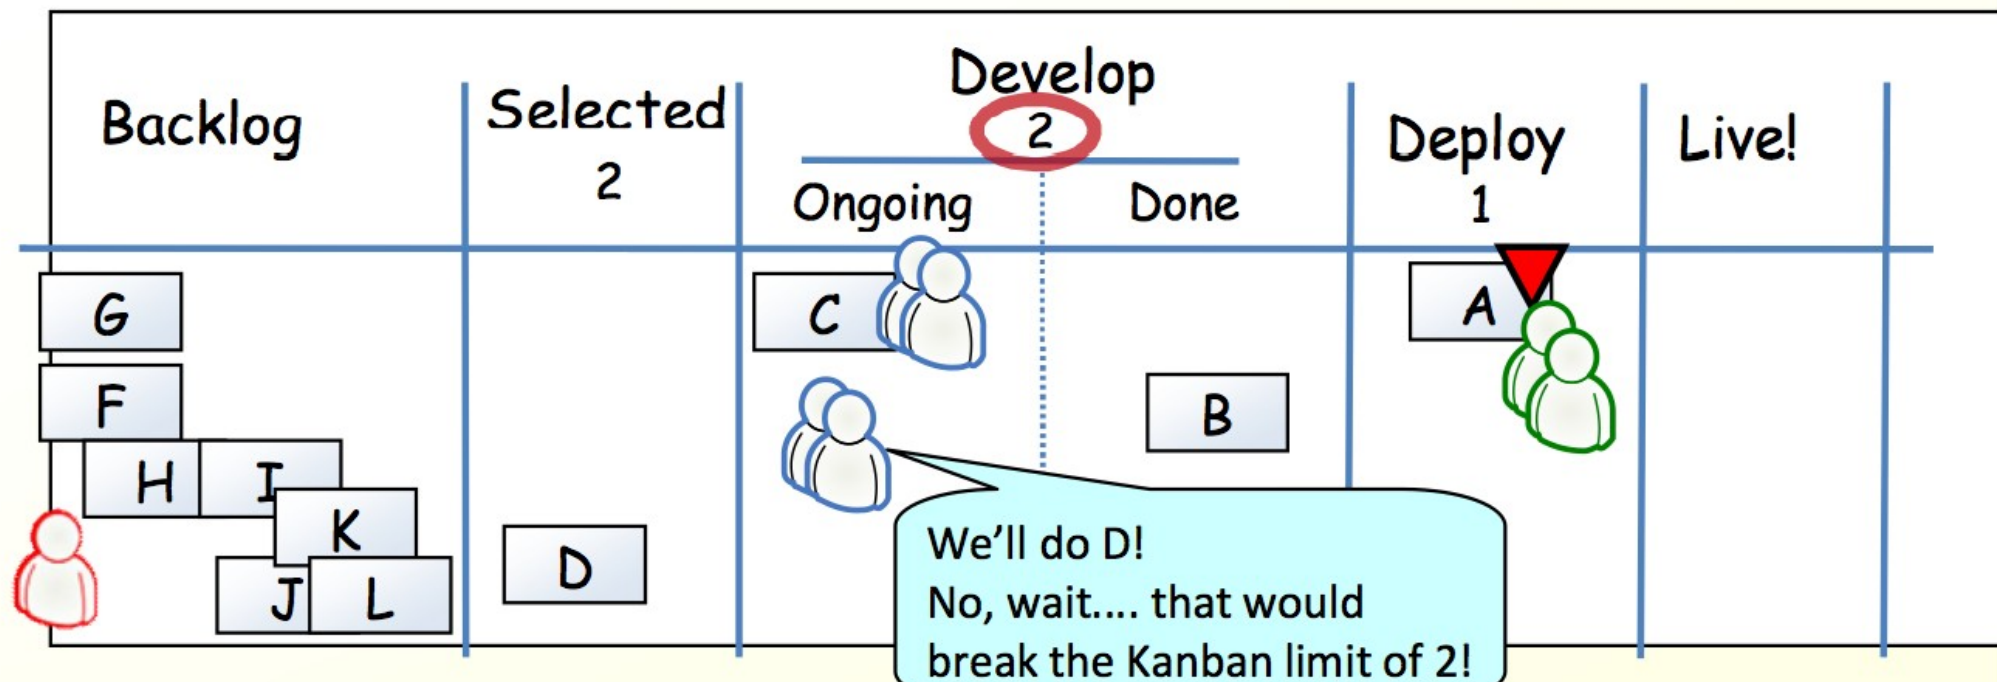 Backlog
Selected
2
Develop
2
Ongoing
Done
Deploy
1
Live!
G
F
H
I
K
J
L
D
C
B
A
We'll do D!
No, wait.... that would
break the Kanban limit of 2!